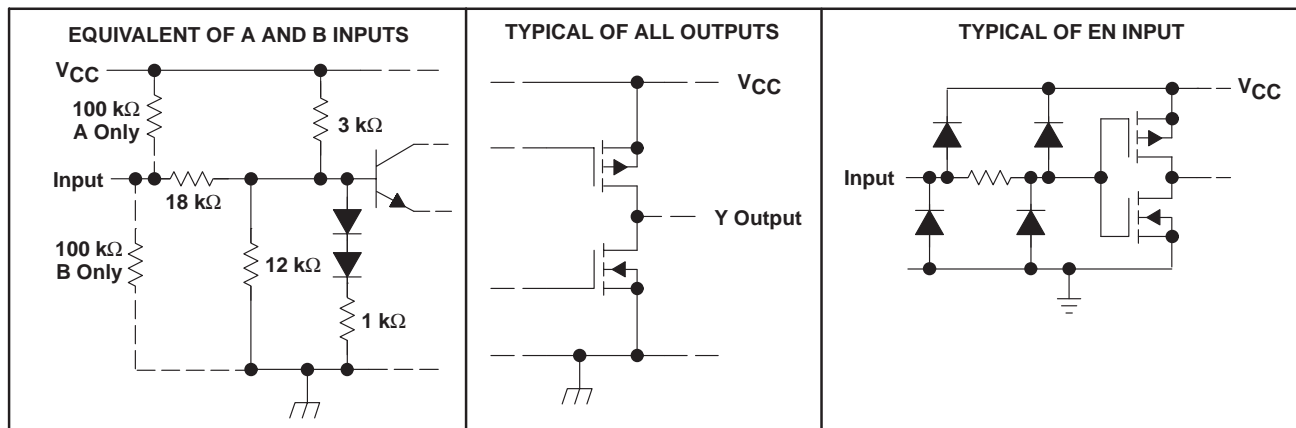 EQUIVALENT OF A AND B INPUTS
VCC
100 kΩ
A Only
3 kΩ
Input
18 kΩ
100 kΩ
B Only
12 kΩ
1 kΩ
TYPICAL OF ALL OUTPUTS
VCC
Y Output
TYPICAL OF EN INPUT
VCC
Input